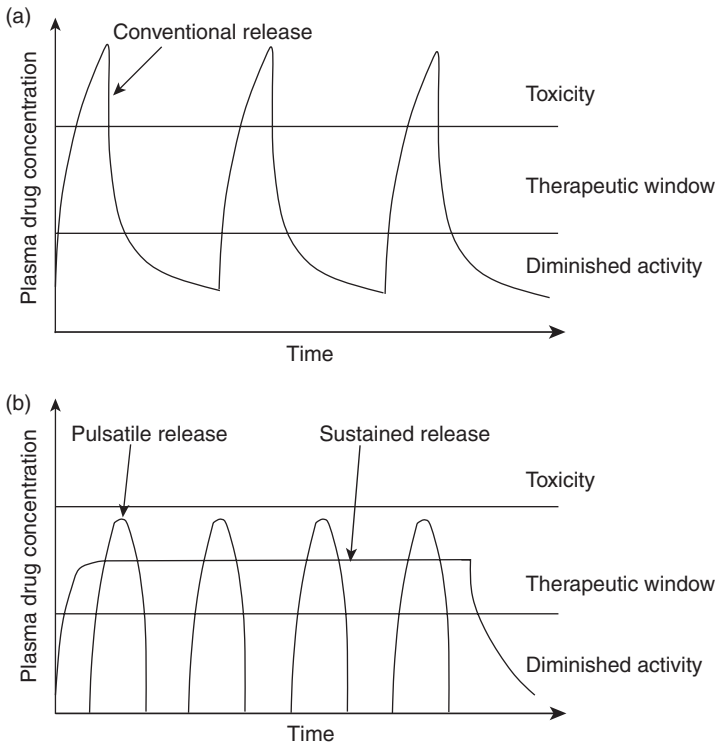 (a)
Conventional release
Toxicity
Therapeutic window
Diminished activity
Plasma drug concentration
Time
(b)
Pulsatile release
Sustained release
Toxicity
Therapeutic window
Diminished activity
Plasma drug concentration
Time